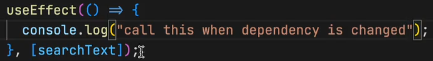 useEffect(() => {
console.log("call this when dependency is changed");
}, [searchText]);